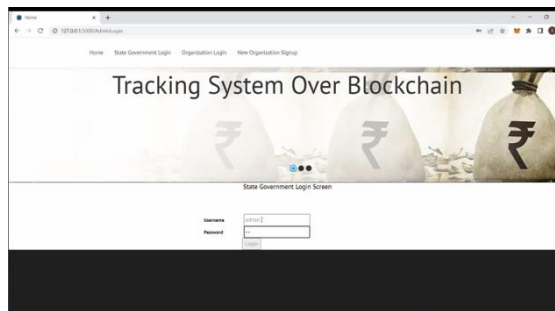 Home
127.0.0.1:5000/AdminLogin
Home State Government Login Organization Login New Organization Signup
Tracking System Over Blockchain
₹ ₹ ₹
State Government Login Screen
Username admin
Password ••
Login